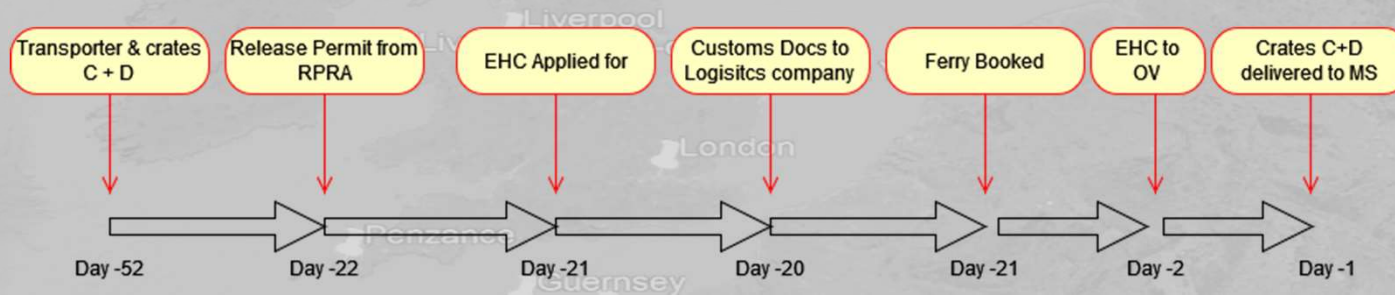 Liverpool
Transporter & crates
C + D
Release Permit from
RPRA
EHC Applied for
Customs Docs to
Logisitcs company
Ferry Booked
EHC to
OV
Crates C+D
delivered to MS
London
Penzance
Day -52
Day -22
Day -21
Day -20
Day -21
Day -2
Day -1
Guernsey